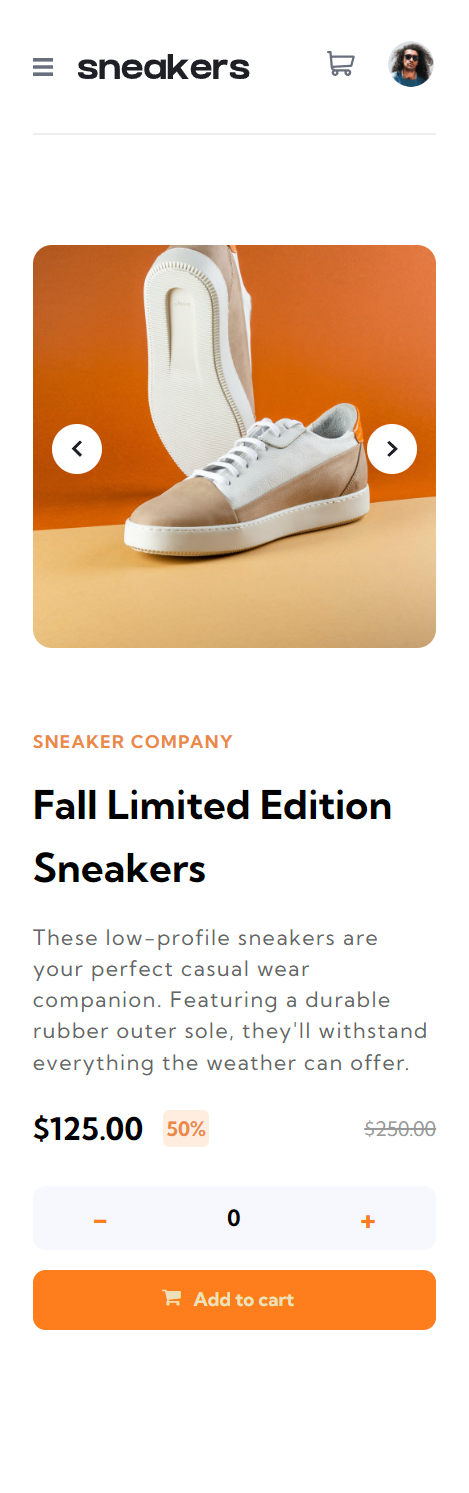 sneakers
SNEAKER COMPANY
Fall Limited Edition
Sneakers
These low-profile sneakers are
your perfect casual wear
companion. Featuring a durable
rubber outer sole, they'll withstand
everything the weather can offer.
$125.00 50% $250.00
− 0 +
Add to cart